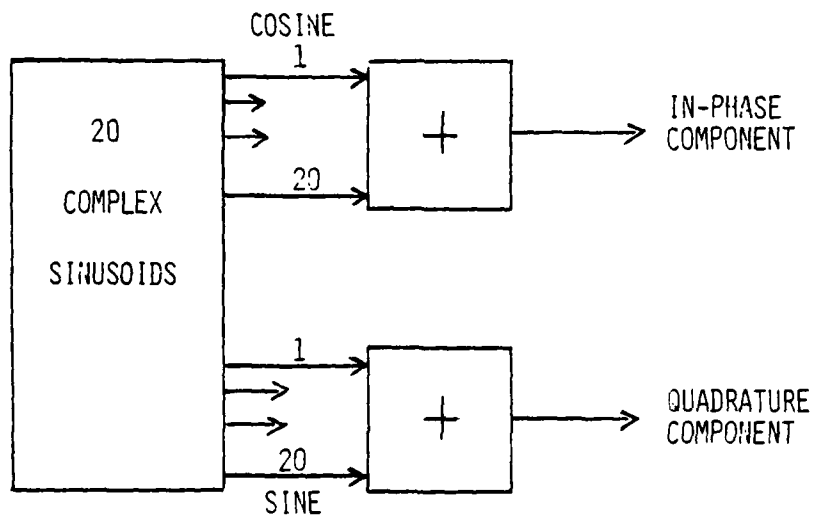 COSINE
1
20
COMPLEX
SINUSOIDS
20
+
IN-PHASE
COMPONENT
1
20
SINE
+
QUADRATURE
COMPONENT